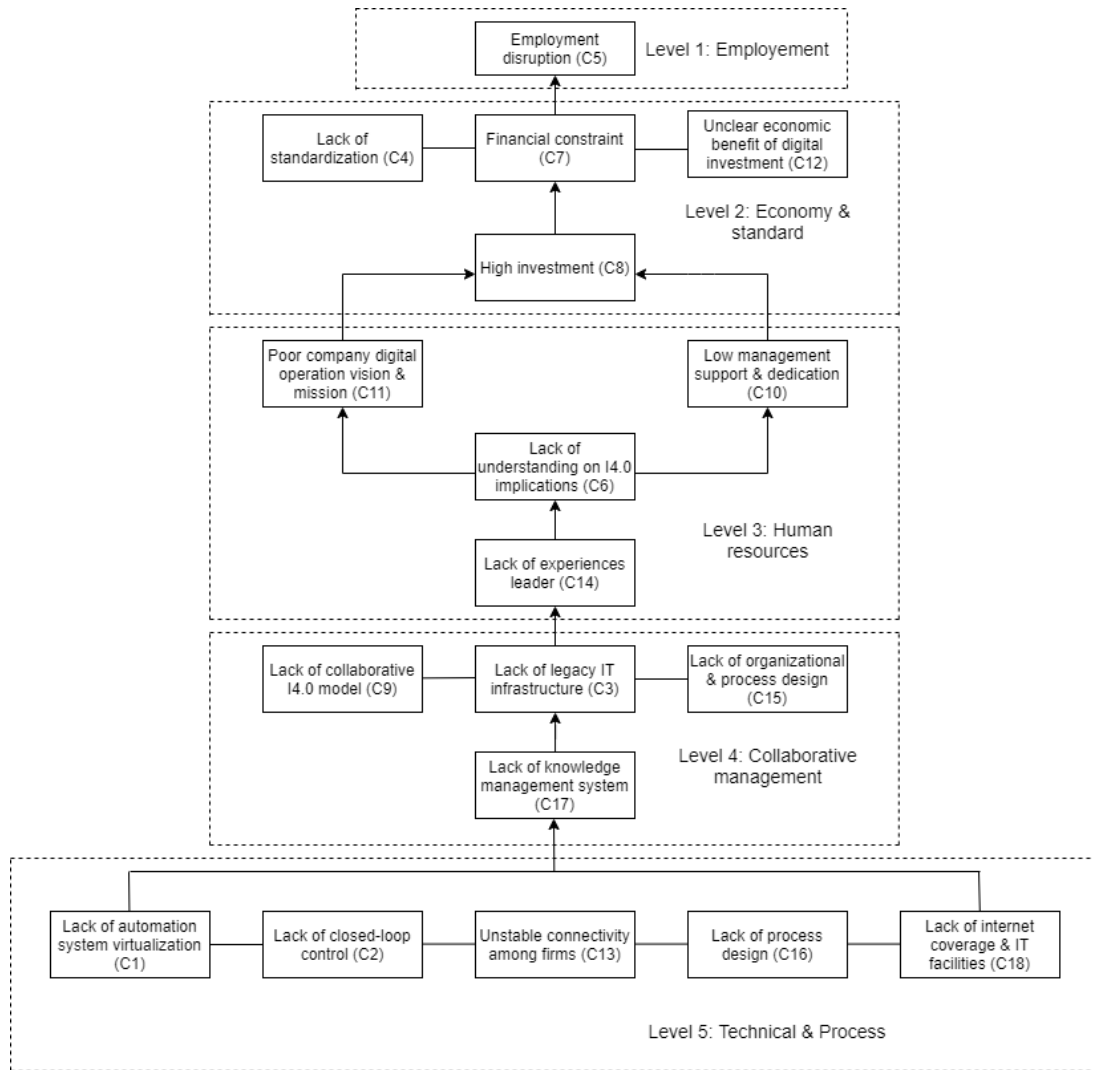 Employment
disruption (C5)
Level 1: Employement
Lack of
standardization (C4)
Financial constraint
(C7)
Unclear economic
benefit of digital
investment (C12)
Level 2: Economy &
standard
High investment (C8)
Poor company digital
operation vision &
mission (C11)
Low management
support & dedication
(C10)
Lack of
understanding on I4.0
implications (C6)
Level 3: Human
resources
Lack of experiences
leader (C14)
Lack of collaborative
I4.0 model (C9)
Lack of legacy IT
infrastructure (C3)
Lack of organizational
& process design
(C15)
Level 4: Collaborative
management
Lack of knowledge
management system
(C17)
Lack of automation
system virtualization
(C1)
Lack of closed-loop
control (C2)
Unstable connectivity
among firms (C13)
Lack of process
design (C16)
Lack of internet
coverage & IT
facilities (C18)
Level 5: Technical & Process